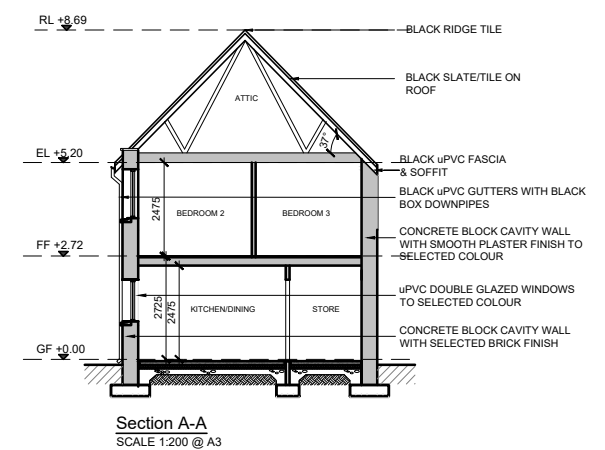 RL +8.69
BLACK RIDGE TILE
BLACK SLATE/TILE ON
ROOF
ATTIC
37°
EL +5.20
BLACK uPVC FASCIA
& SOFFIT
BLACK uPVC GUTTERS WITH BLACK
BOX DOWNPIPES
2475
BEDROOM 2
BEDROOM 3
CONCRETE BLOCK CAVITY WALL
WITH SMOOTH PLASTER FINISH TO
SELECTED COLOUR
FF +2.72
uPVC DOUBLE GLAZED WINDOWS
TO SELECTED COLOUR
2725
2475
KITCHEN/DINING
STORE
CONCRETE BLOCK CAVITY WALL
WITH SELECTED BRICK FINISH
GF +0.00
Section A-A
SCALE 1:200 @ A3